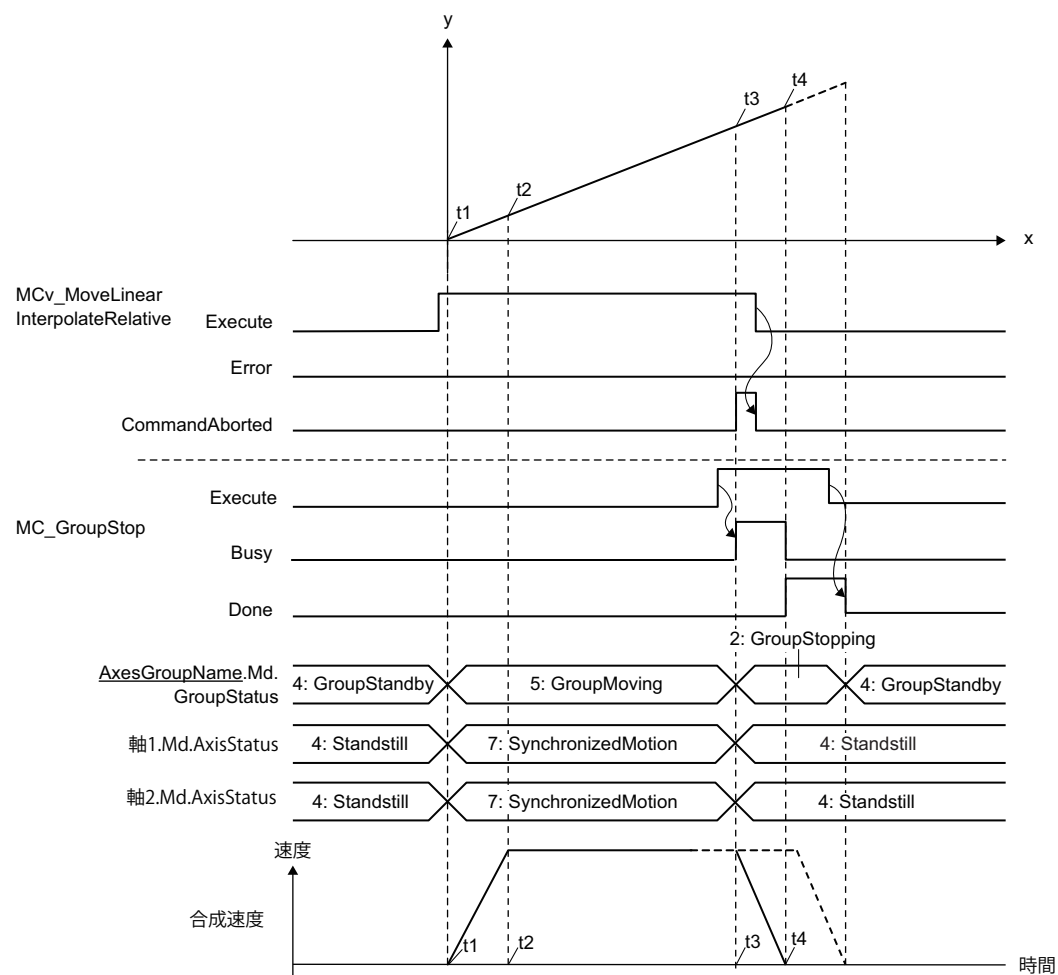 y
t4
t3
t2
t1
x
MCv_MoveLinear
InterpolateRelative
Execute
Error
CommandAborted
Execute
MC_GroupStop
Busy
Done
2: GroupStopping
AxesGroupName.Md.
GroupStatus
4: GroupStandby
5: GroupMoving
4: GroupStandby
軸1.Md.AxisStatus
4: Standstill
7: SynchronizedMotion
4: Standstill
軸2.Md.AxisStatus
4: Standstill
7: SynchronizedMotion
4: Standstill
速度
合成速度
t1
t2
t3
t4
時間